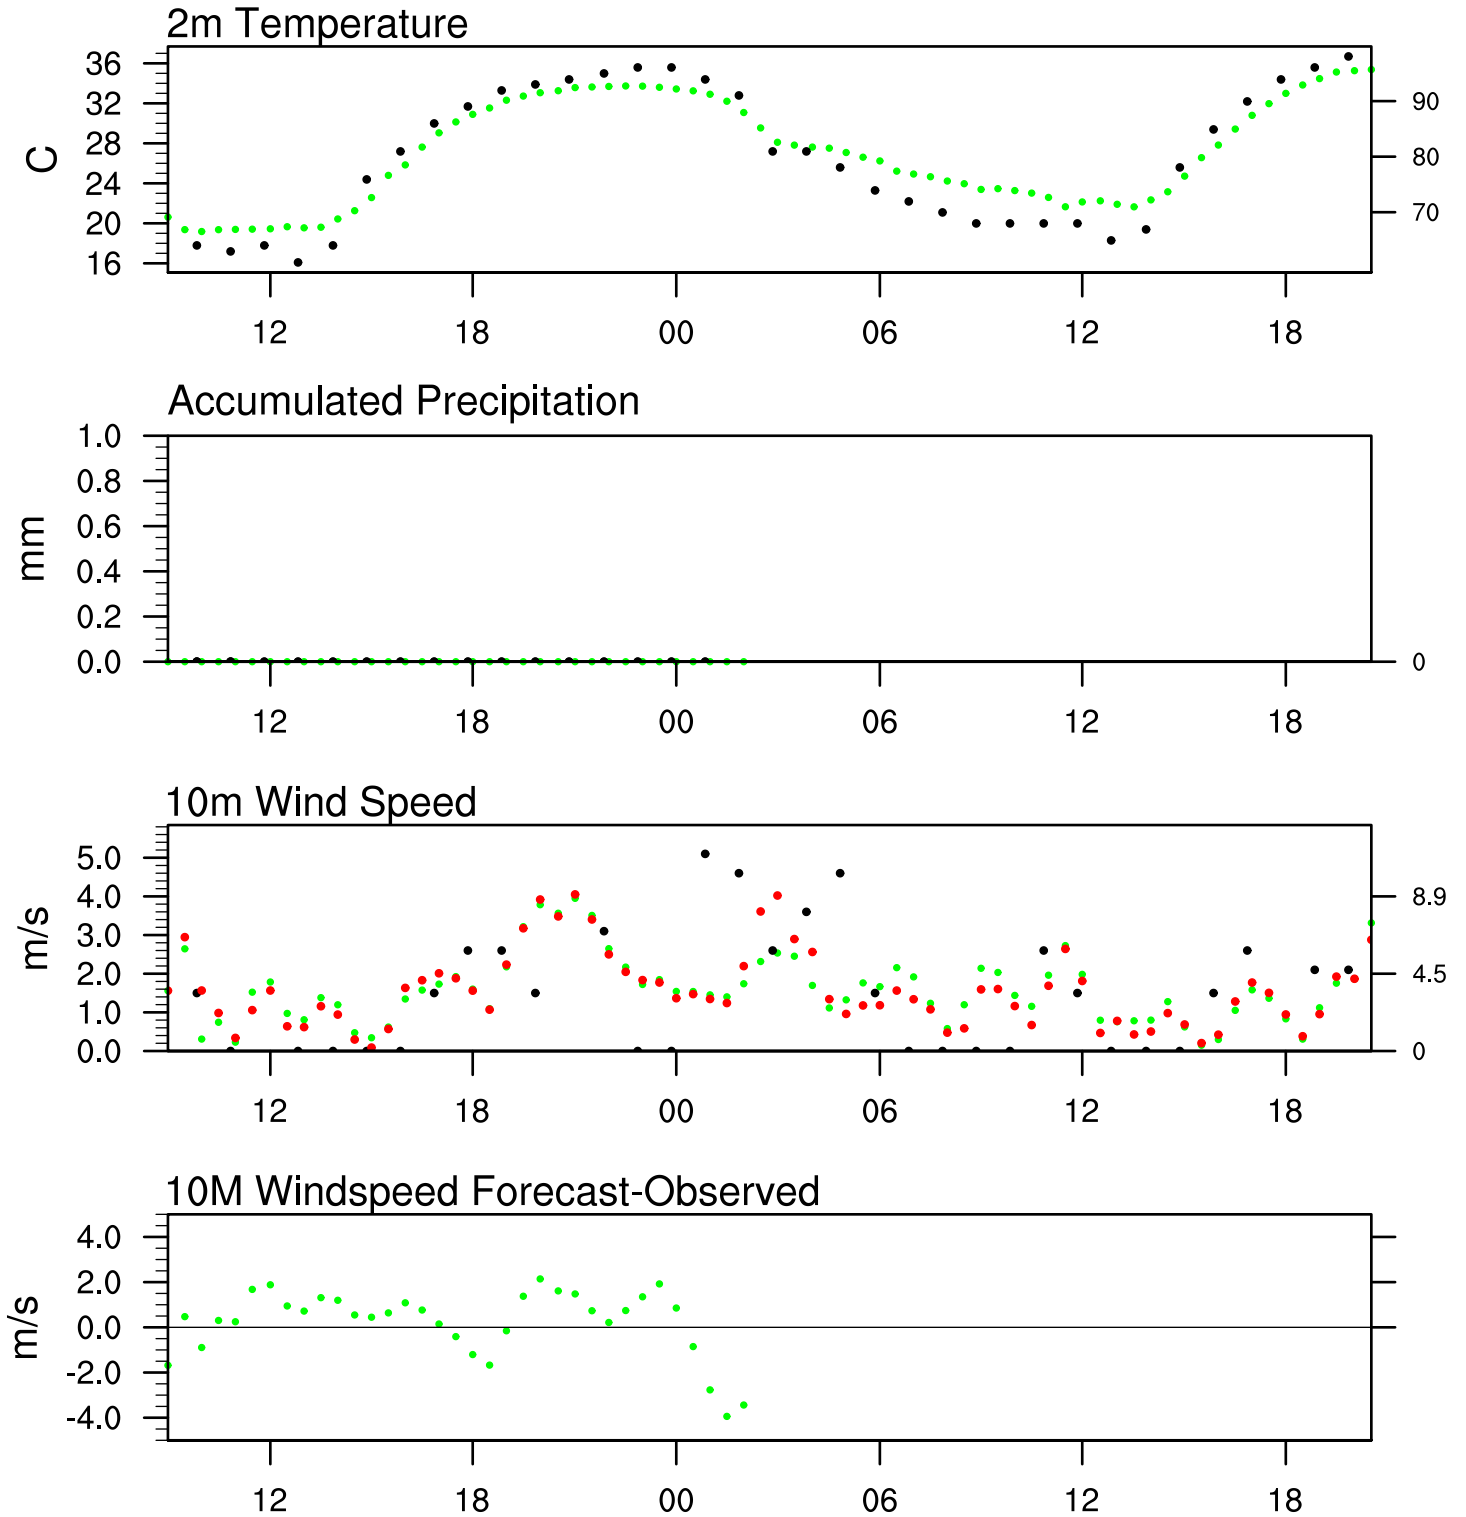 2m Temperature
36
32
90
28
C
80
24
20
70
16
12 18 00 06 12 18
Accumulated Precipitation
1.0
0.8
0.6
mm
0.4
0.2
0.0 0
12 18 00 06 12 18
10m Wind Speed
5.0
4.0 8.9
3.0
m/s
2.0 4.5
1.0
0.0 0
12 18 00 06 12 18
10M Windspeed Forecast-Observed
4.0
2.0
0.0
m/s
-2.0
-4.0
12 18 00 06 12 18